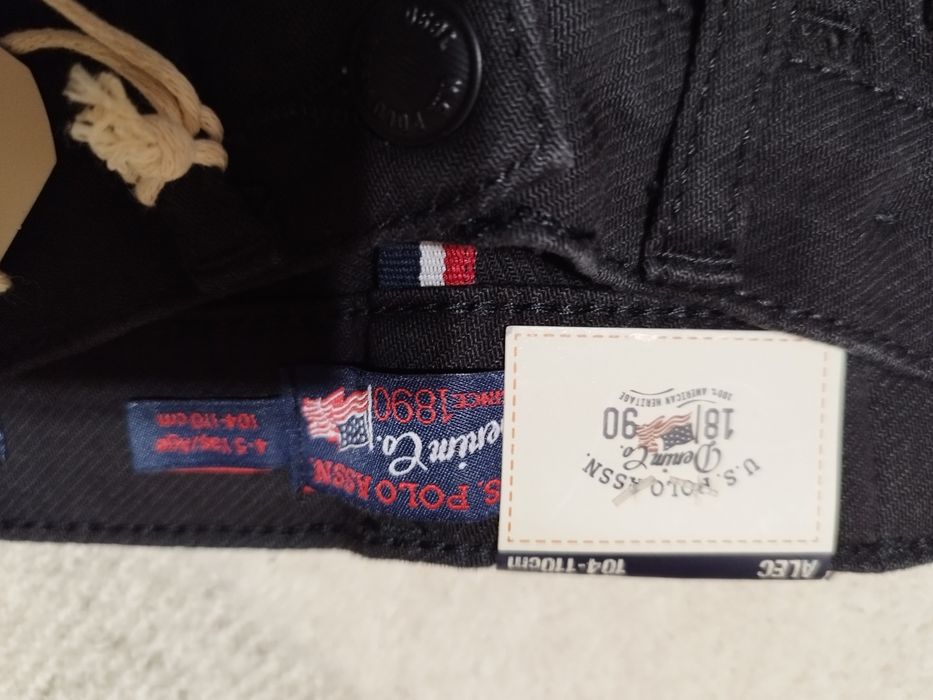 ALEC 104-110cm
U.S. POLO ASSN.
Denim Co.
18 90
100% AMERICAN HERITAGE
S. POLO ASSN.
enim Co.
SINCE 1890
4-5 Yaş/Age
104-110 cm